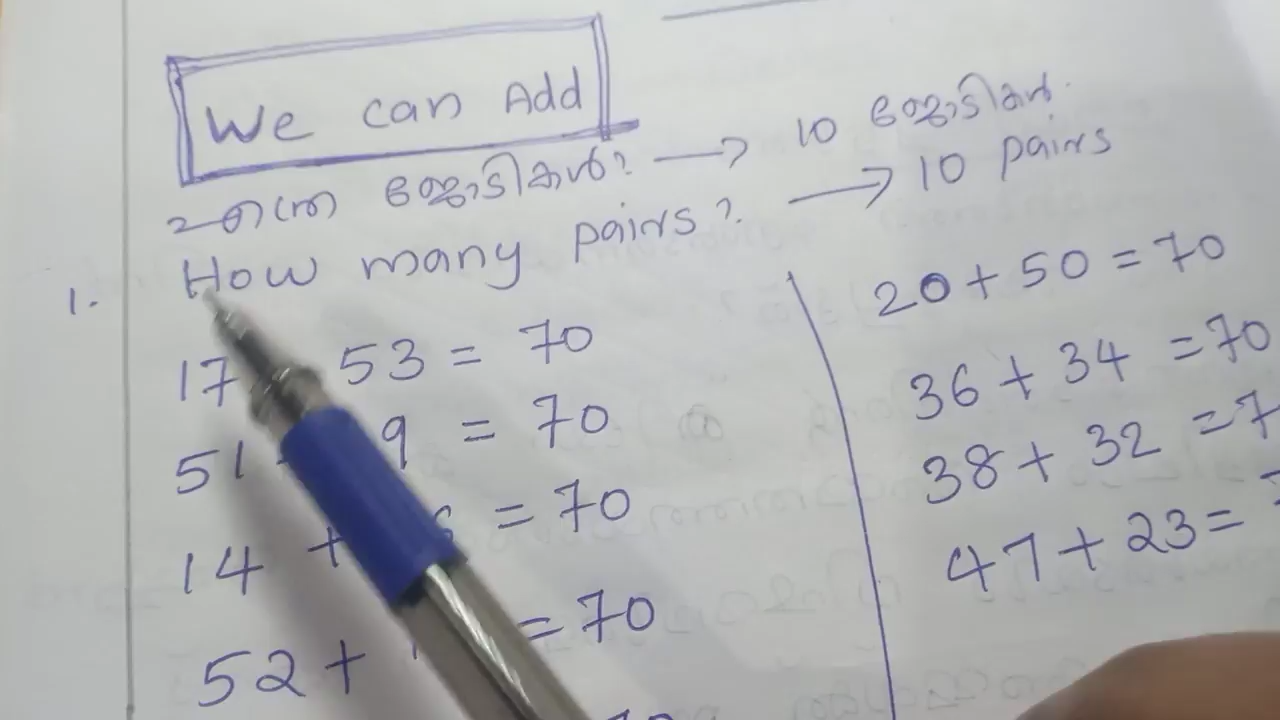 We can Add
എത്ര ജോടികൾ? → 10 ജോടികൾ.
How many pairs? → 10 pairs
1.
17 53 = 70
51 9 = 70
14 + = 70
52 + = 70
20 + 50 = 70
36 + 34 = 70
38 + 32 = 7
47 + 23 =